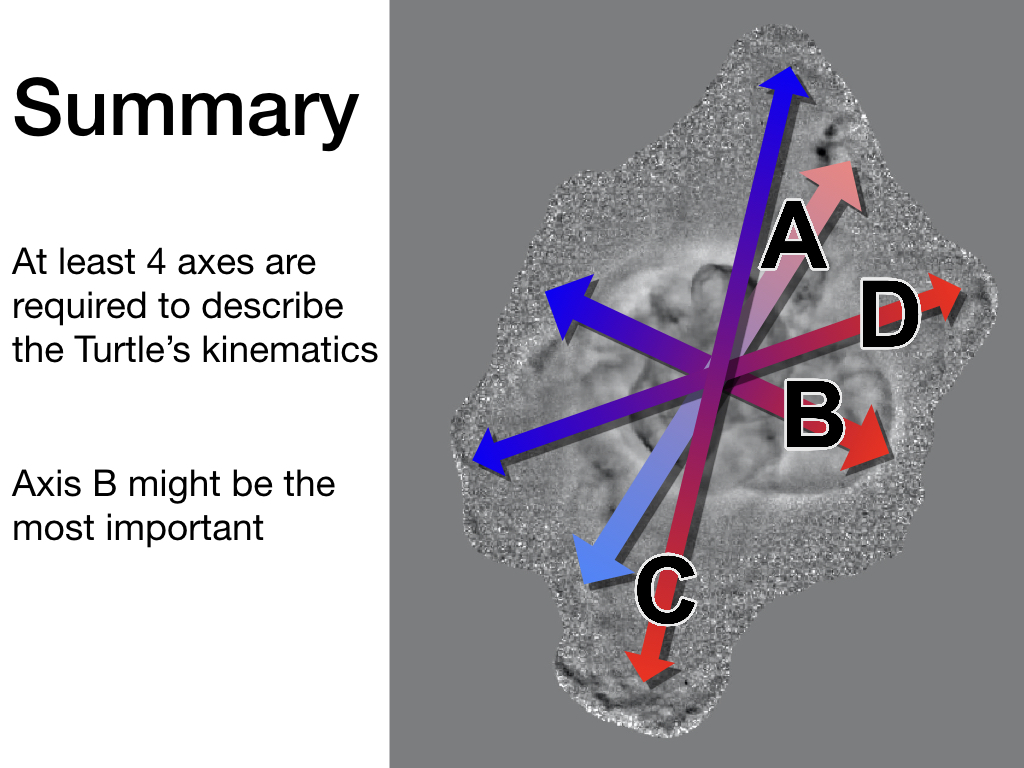 Summary
At least 4 axes are
required to describe
the Turtle’s kinematics
Axis B might be the
most important
A
D
B
C